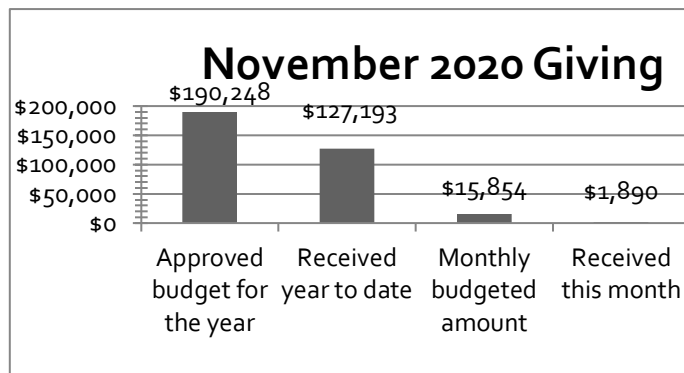 November 2020 Giving
$190,248
$127,193
$15,854
$1,890
$200,000
$150,000
$100,000
$50,000
$0
Approved budget for the year
Received year to date
Monthly budgeted amount
Received this month